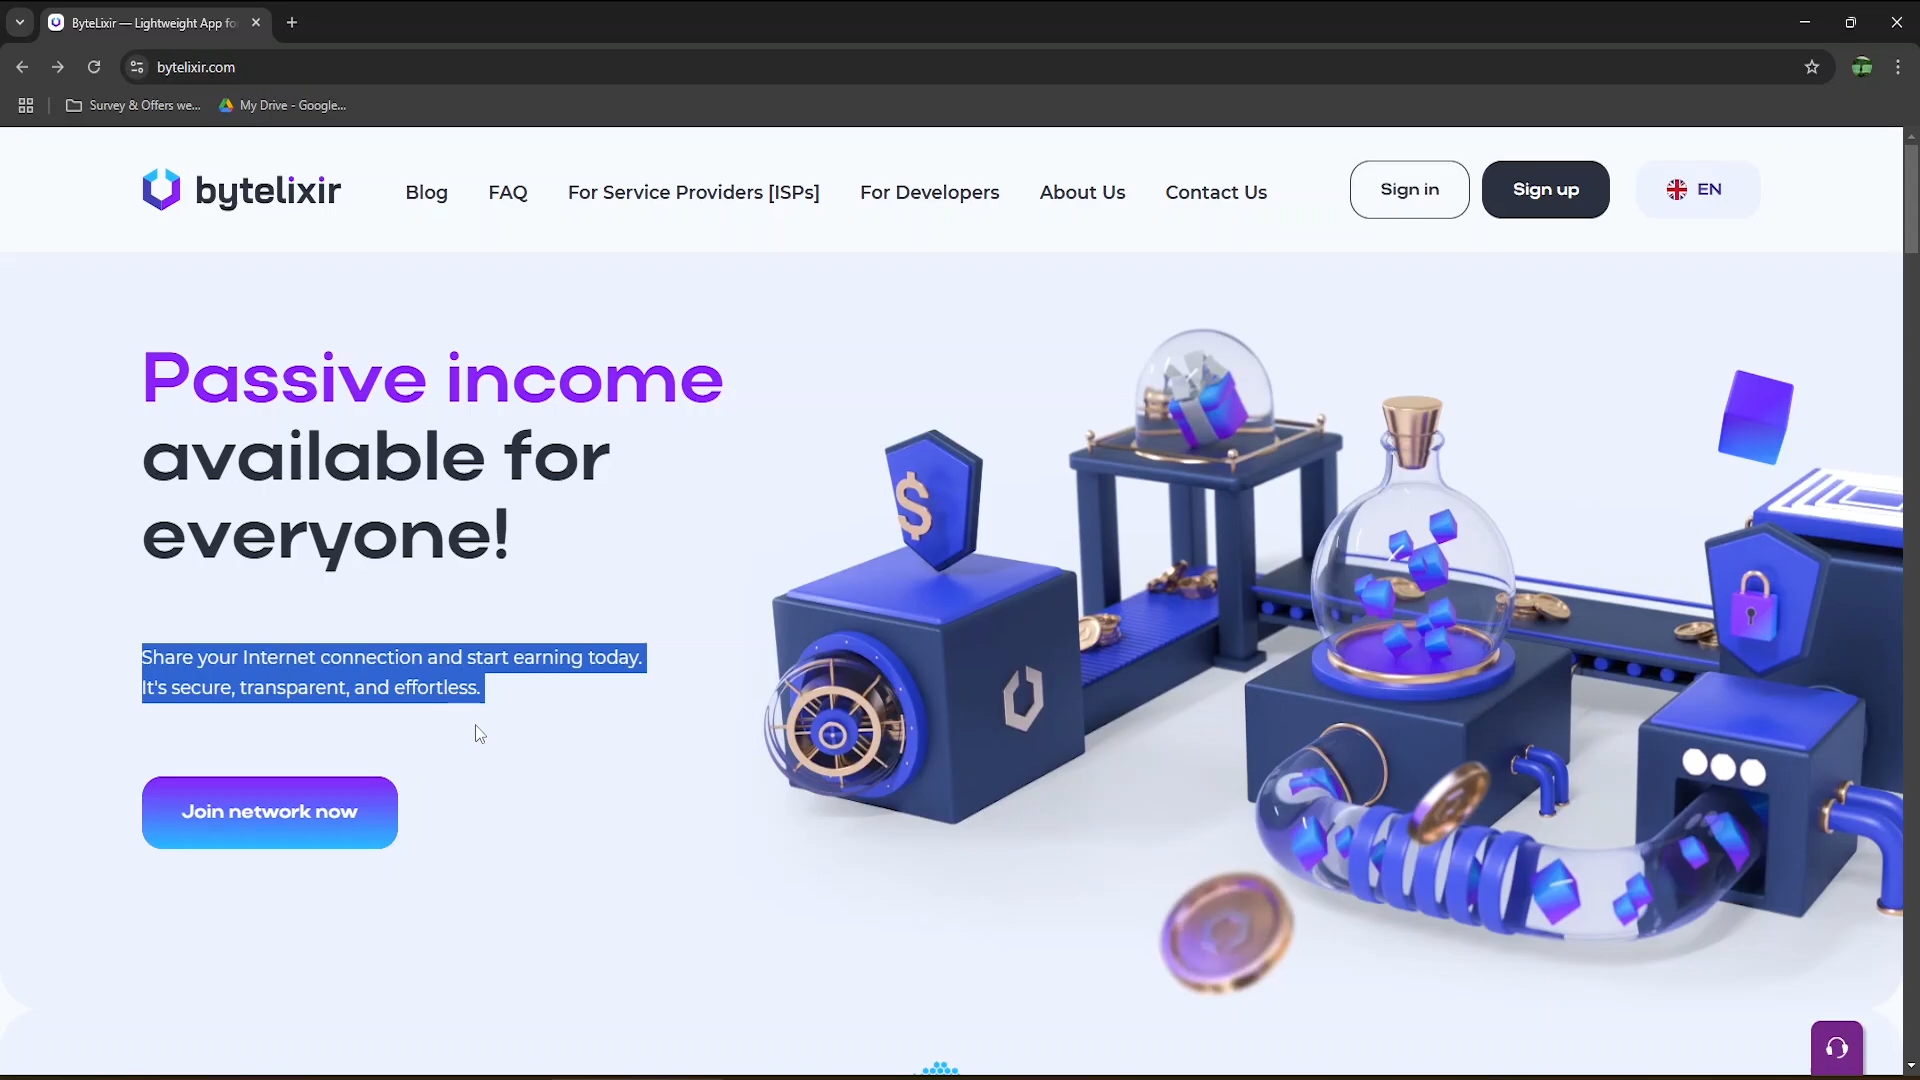 ByteLixir — Lightweight App fo
bytelixir.com
Survey & Offers we...
My Drive - Google...
bytelixir
Blog
FAQ
For Service Providers [ISPs]
For Developers
About Us
Contact Us
Sign in
Sign up
EN
Passive income
available for
everyone!
Share your Internet connection and start earning today.
It's secure, transparent, and effortless.
Join network now
$